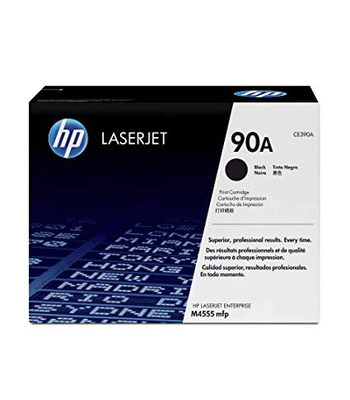 hp
LASERJET
90A
CE390A
Black
Noire
Tinta Negra
黑色
Print Cartridge
Cartouche d'Impression
Cartucho de Impresión
打印碳粉
Superior, professional results. Every time.
Des résultats professionnels et de qualité
supérieure à chaque impression.
Calidad superior, resultados profesionales.
En todo momento.
HP LASERJET ENTERPRISE
M4555 mfp